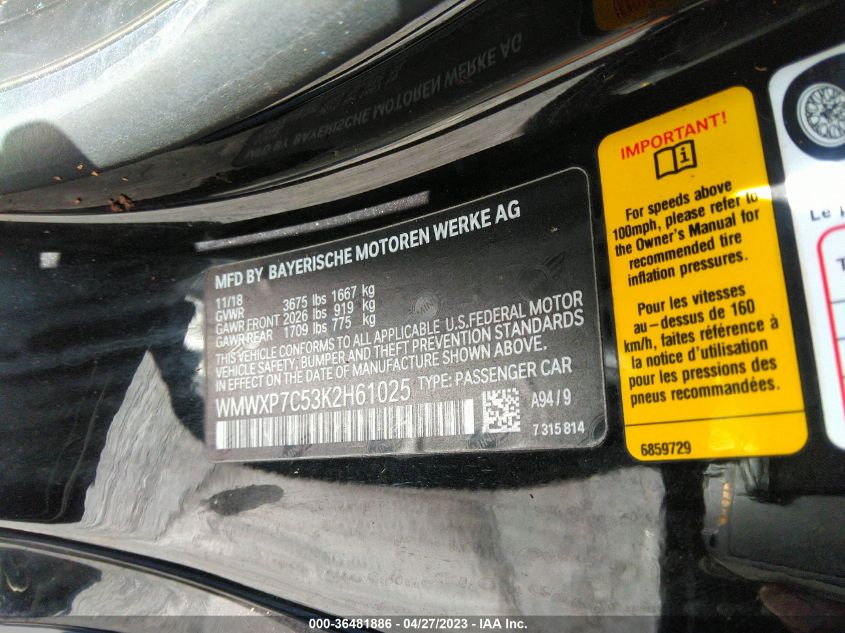 MFD BY BAYERISCHE MOTOREN WERKE AG
11/18
GVWR 3675 lbs 1667 kg
GAWR FRONT 2026 lbs 919 kg
GAWR REAR 1709 lbs 775 kg
THIS VEHICLE CONFORMS TO ALL APPLICABLE U.S.FEDERAL MOTOR
VEHICLE SAFETY, BUMPER AND THEFT PREVENTION STANDARDS
IN EFFECT ON THE DATE OF MANUFACTURE SHOWN ABOVE.
WMWXP7C53K2H61025 TYPE: PASSENGER CAR
A94/9
7 315 814
IMPORTANT!
For speeds above
100mph, please refer to
the Owner's Manual for
recommended tire
inflation pressures.
Pour les vitesses
au-dessus de 160
km/h, faites référence à
la notice d'utilisation
pour les pressions des
pneus recommandées.
6859729
Le
000-36481886 - 04/27/2023 - IAA Inc.